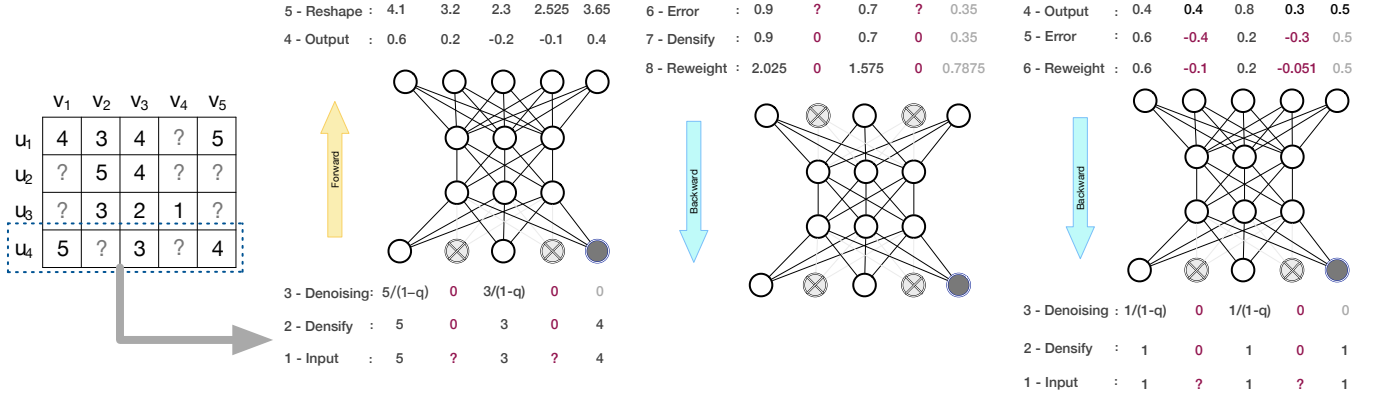 v1 v2 v3 v4 v5
u1 4 3 4 ? 5
u2 ? 5 4 ? ?
u3 ? 3 2 1 ?
u4 5 ? 3 ? 4
5 - Reshape : 4.1 3.2 2.3 2.525 3.65
4 - Output : 0.6 0.2 -0.2 -0.1 0.4
Forward
3 - Denoising: 5/(1-q) 0 3/(1-q) 0 0
2 - Densify : 5 0 3 0 4
1 - Input : 5 ? 3 ? 4
6 - Error : 0.9 ? 0.7 ? 0.35
7 - Densify : 0.9 0 0.7 0 0.35
8 - Reweight : 2.025 0 1.575 0 0.7875
Backward
4 - Output : 0.4 0.4 0.8 0.3 0.5
5 - Error : 0.6 -0.4 0.2 -0.3 0.5
6 - Reweight : 0.6 -0.1 0.2 -0.051 0.5
Backward
3 - Denoising : 1/(1-q) 0 1/(1-q) 0 0
2 - Densify : 1 0 1 0 1
1 - Input : 1 ? 1 ? 1